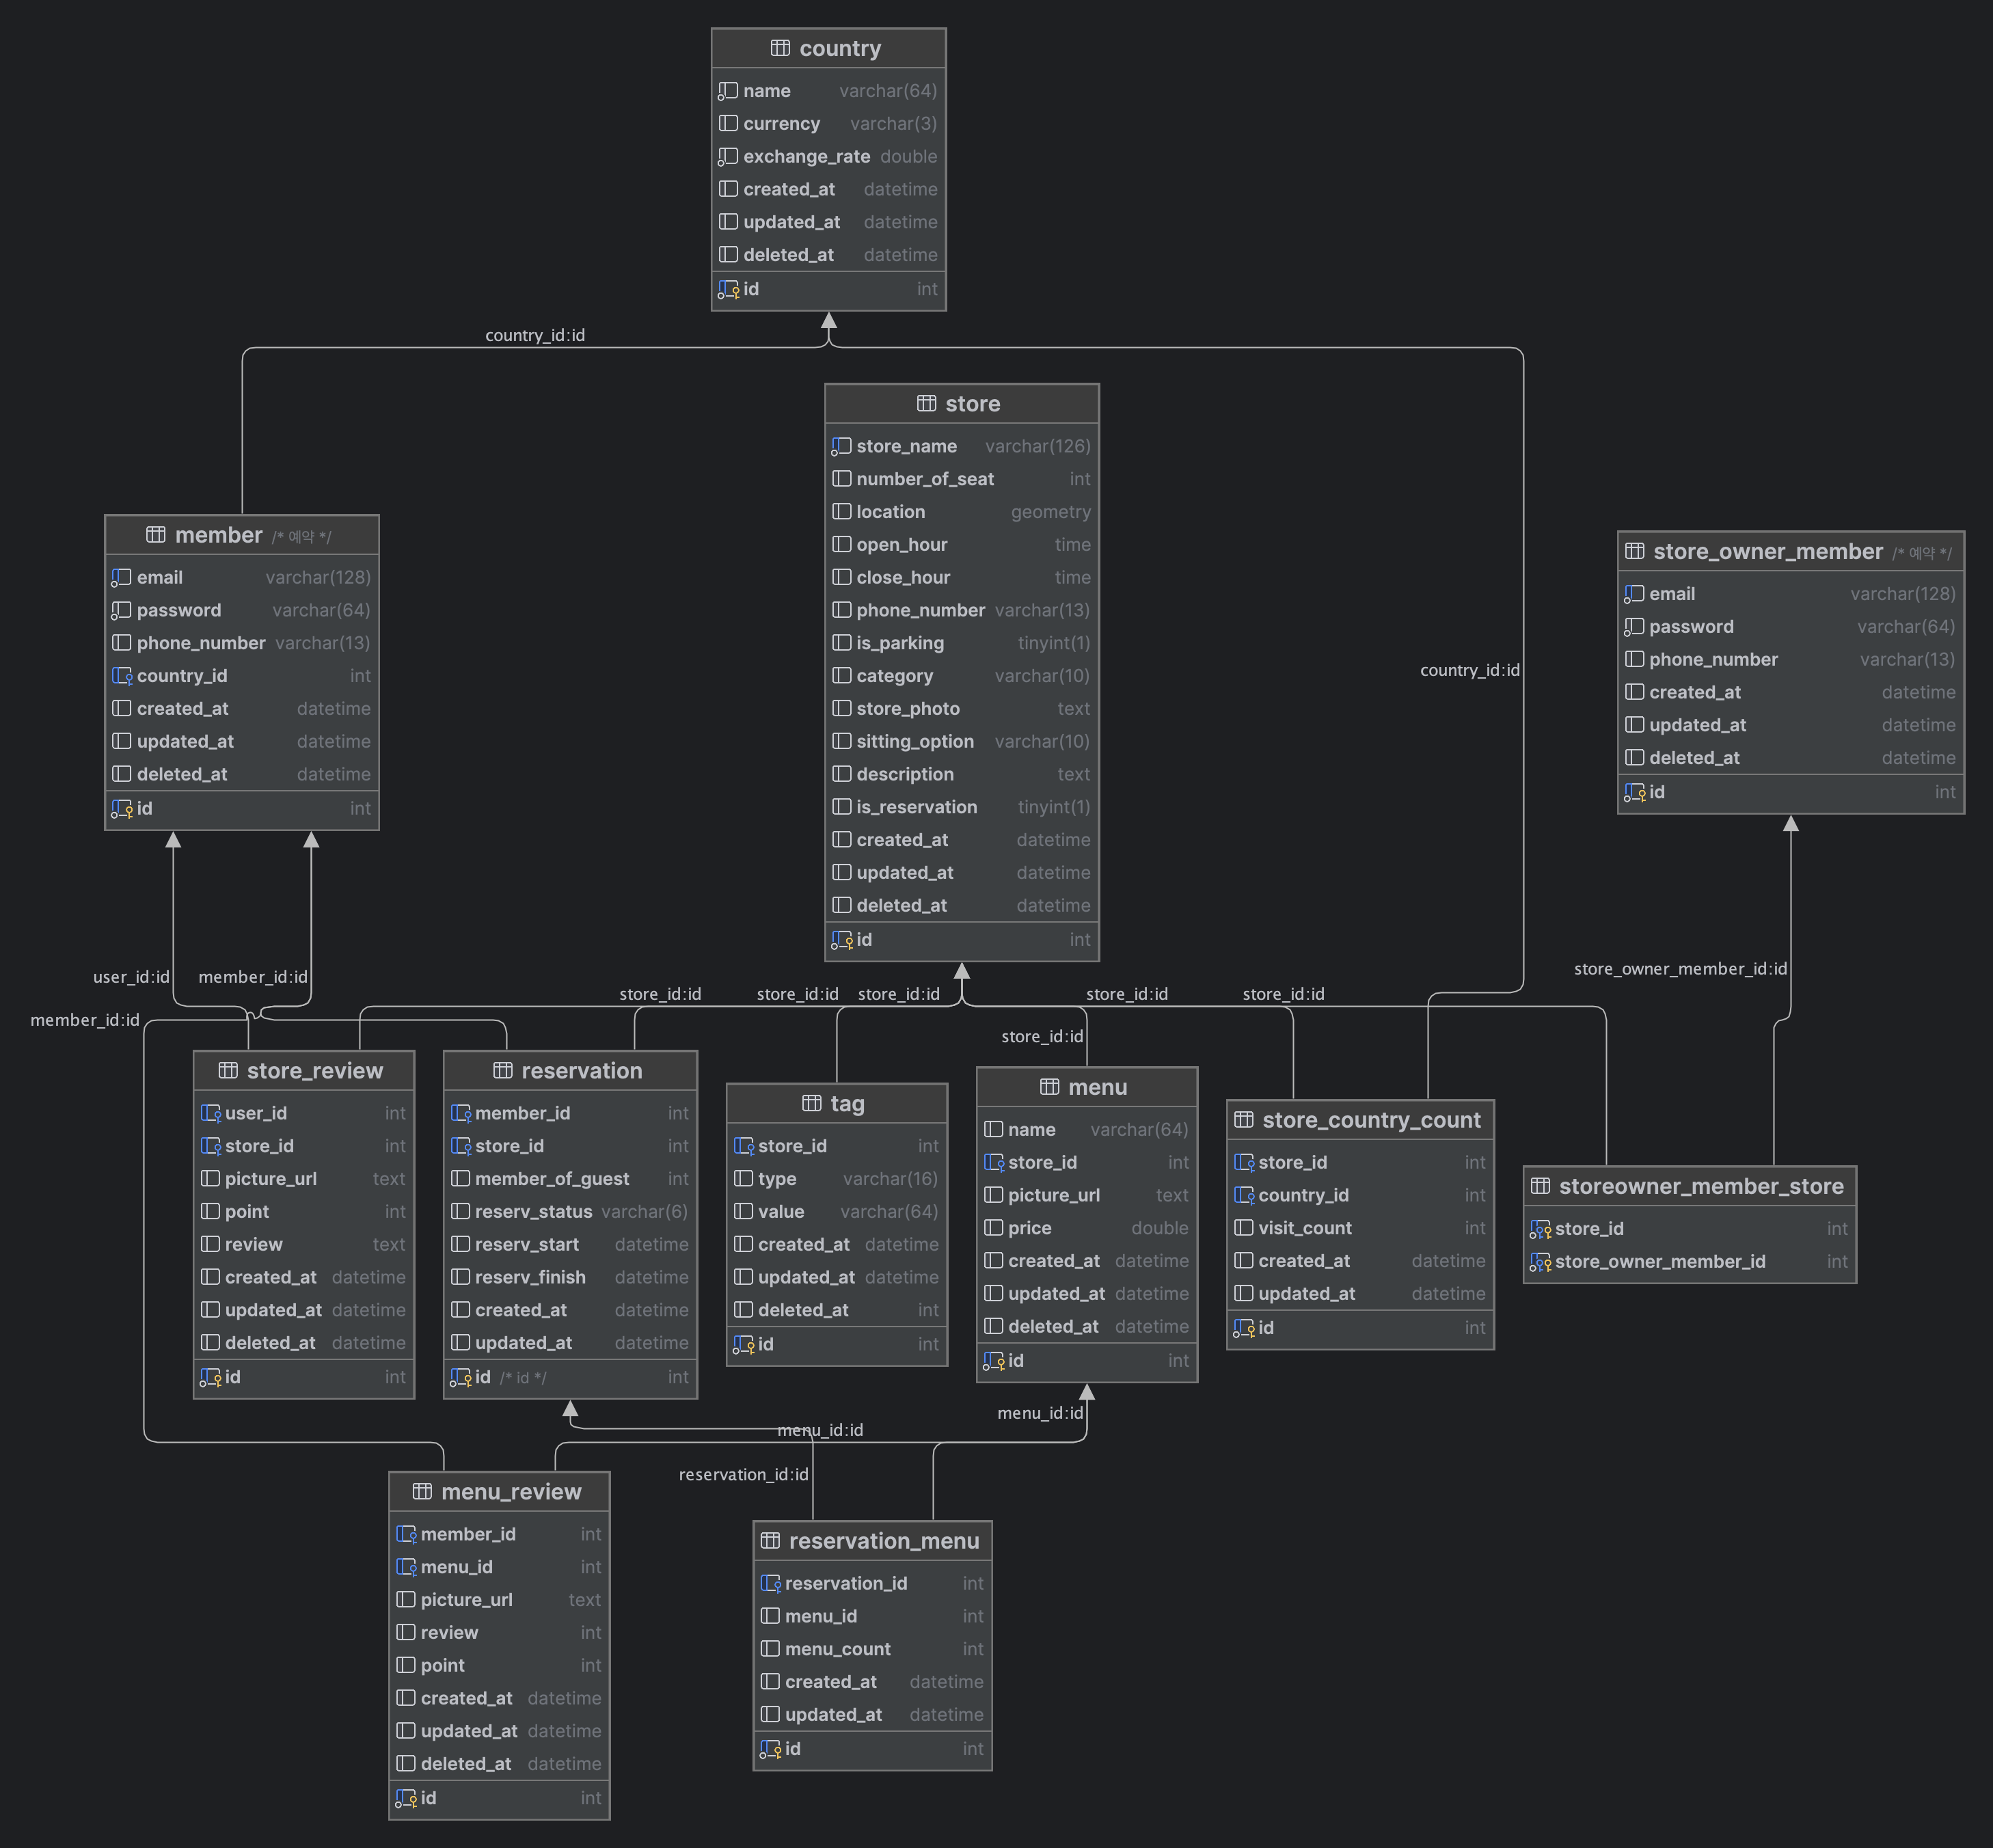 country
name varchar(64)
currency varchar(3)
exchange_rate double
created_at datetime
updated_at datetime
deleted_at datetime
id int
country_id:id
store
store_name varchar(126)
number_of_seat int
location geometry
open_hour time
close_hour time
phone_number varchar(13)
is_parking tinyint(1)
category varchar(10)
store_photo text
sitting_option varchar(10)
description text
is_reservation tinyint(1)
created_at datetime
updated_at datetime
deleted_at datetime
id int
member /* 예약 */
email varchar(128)
password varchar(64)
phone_number varchar(13)
country_id int
created_at datetime
updated_at datetime
deleted_at datetime
id int
country_id:id
store_owner_member /* 예약 */
email varchar(128)
password varchar(64)
phone_number varchar(13)
created_at datetime
updated_at datetime
deleted_at datetime
id int
user_id:id
member_id:id
member_id:id
store_id:id
store_id:id
store_id:id
store_id:id
store_id:id
store_id:id
store_owner_member_id:id
store_review
user_id int
store_id int
picture_url text
point int
review text
created_at datetime
updated_at datetime
deleted_at datetime
id int
reservation
member_id int
store_id int
member_of_guest int
reserv_status varchar(6)
reserv_start datetime
reserv_finish datetime
created_at datetime
updated_at datetime
id /* id */ int
tag
store_id int
type varchar(16)
value varchar(64)
created_at datetime
updated_at datetime
deleted_at int
id int
menu
name varchar(64)
store_id int
picture_url text
price double
created_at datetime
updated_at datetime
deleted_at datetime
id int
store_country_count
store_id int
country_id int
visit_count int
created_at datetime
updated_at datetime
id int
storeowner_member_store
store_id int
store_owner_member_id int
menu_id:id
menu_id:id
reservation_id:id
menu_review
member_id int
menu_id int
picture_url text
review int
point int
created_at datetime
updated_at datetime
deleted_at datetime
id int
reservation_menu
reservation_id int
menu_id int
menu_count int
created_at datetime
updated_at datetime
id int